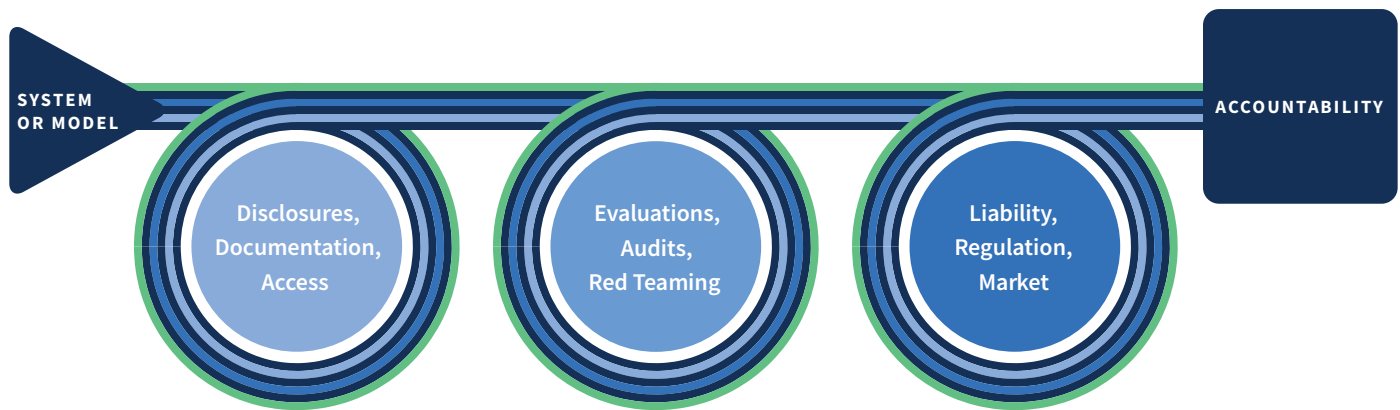 SYSTEM
OR MODEL
Disclosures,
Documentation,
Access
Evaluations,
Audits,
Red Teaming
Liability,
Regulation,
Market
ACCOUNTABILITY